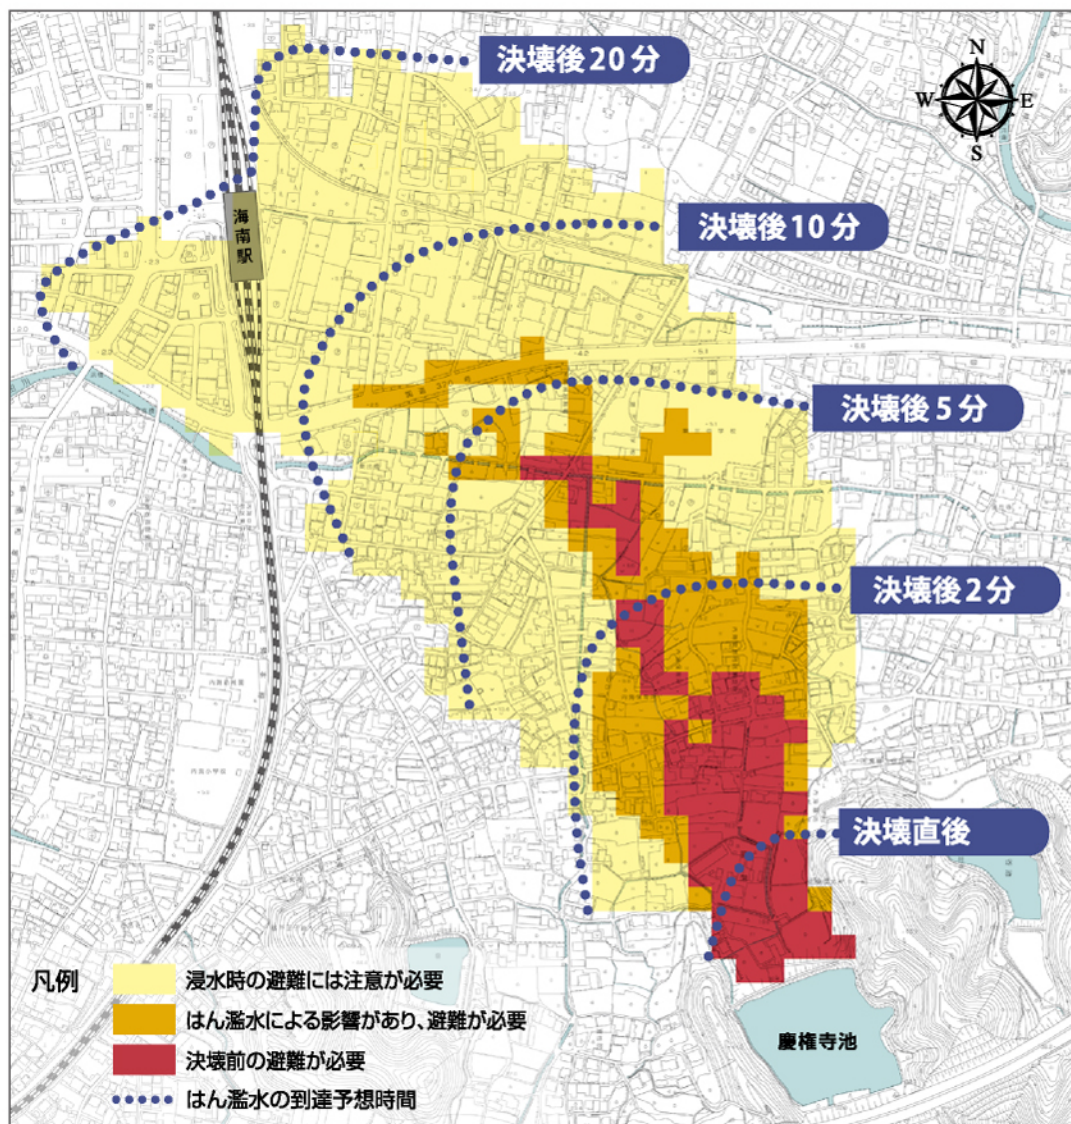 決壊後20分
N
W E
S
海南駅
決壊後10分
決壊後5分
決壊後2分
決壊直後
凡例
浸水時の避難には注意が必要
はん濫水による影響があり、避難が必要
決壊前の避難が必要
はん濫水の到達予想時間
慶権寺池